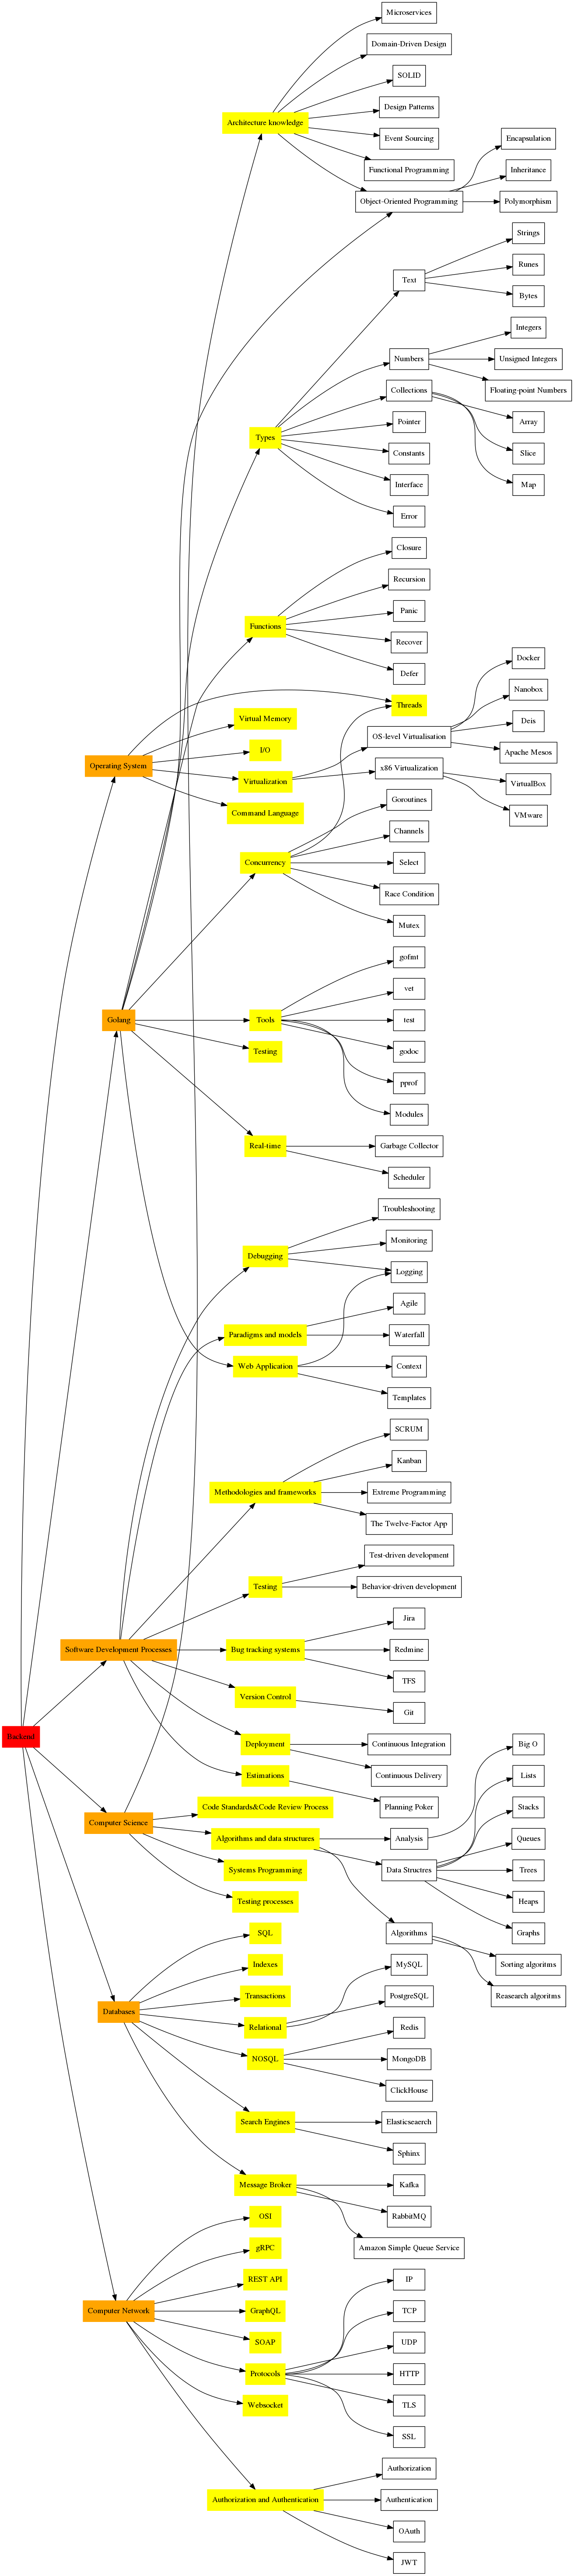 Microservices
Domain-Driven Design
SOLID
Architecture knowledge
Design Patterns
Event Sourcing
Encapsulation
Functional Programming
Inheritance
Object-Oriented Programming
Polymorphism
Strings
Runes
Text
Bytes
Integers
Numbers
Unsigned Integers
Collections
Floating-point Numbers
Pointer
Array
Types
Constants
Slice
Interface
Map
Error
Closure
Recursion
Panic
Functions
Recover
Docker
Defer
Nanobox
Threads
Virtual Memory
Deis
OS-level Virtualisation
I/O
Apache Mesos
Operating System
x86 Virtualization
Virtualization
VirtualBox
Goroutines
Command Language
VMware
Channels
Concurrency
Select
Race Condition
Mutex
gofmt
vet
Golang
Tools
test
Testing
godoc
pprof
Modules
Real-time
Garbage Collector
Scheduler
Troubleshooting
Monitoring
Debugging
Logging
Agile
Paradigms and models
Waterfall
Web Application
Context
Templates
SCRUM
Kanban
Methodologies and frameworks
Extreme Programming
The Twelve-Factor App
Test-driven development
Testing
Behavior-driven development
Jira
Software Development Processes
Bug tracking systems
Redmine
TFS
Version Control
Git
Backend
Deployment
Continuous Integration
Big O
Estimations
Continuous Delivery
Lists
Code Standards&Code Review Process
Planning Poker
Stacks
Computer Science
Algorithms and data structures
Analysis
Queues
Systems Programming
Data Structres
Trees
Testing processes
Heaps
SQL
Algorithms
Graphs
Indexes
MySQL
Sorting algoritms
Transactions
PostgreSQL
Reasearch algoritms
Databases
Relational
Redis
NOSQL
MongoDB
ClickHouse
Search Engines
Elasticseaerch
Sphinx
Message Broker
Kafka
OSI
RabbitMQ
gRPC
Amazon Simple Queue Service
REST API
IP
Computer Network
GraphQL
TCP
SOAP
UDP
Protocols
HTTP
Websocket
TLS
SSL
Authorization
Authorization and Authentication
Authentication
OAuth
JWT